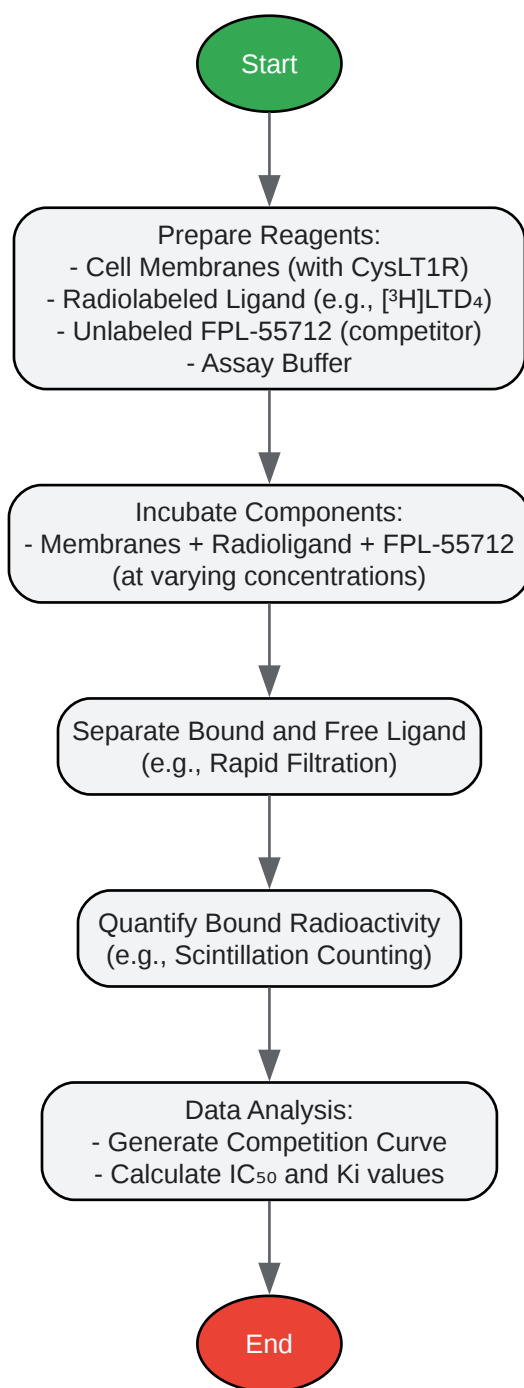 Start
Prepare Reagents:
- Cell Membranes (with CysLT1R)
- Radiolabeled Ligand (e.g., [³H]LTD₄)
- Unlabeled FPL-55712 (competitor)
- Assay Buffer
Incubate Components:
- Membranes + Radioligand + FPL-55712
(at varying concentrations)
Separate Bound and Free Ligand
(e.g., Rapid Filtration)
Quantify Bound Radioactivity
(e.g., Scintillation Counting)
Data Analysis:
- Generate Competition Curve
- Calculate IC₅₀ and Ki values
End